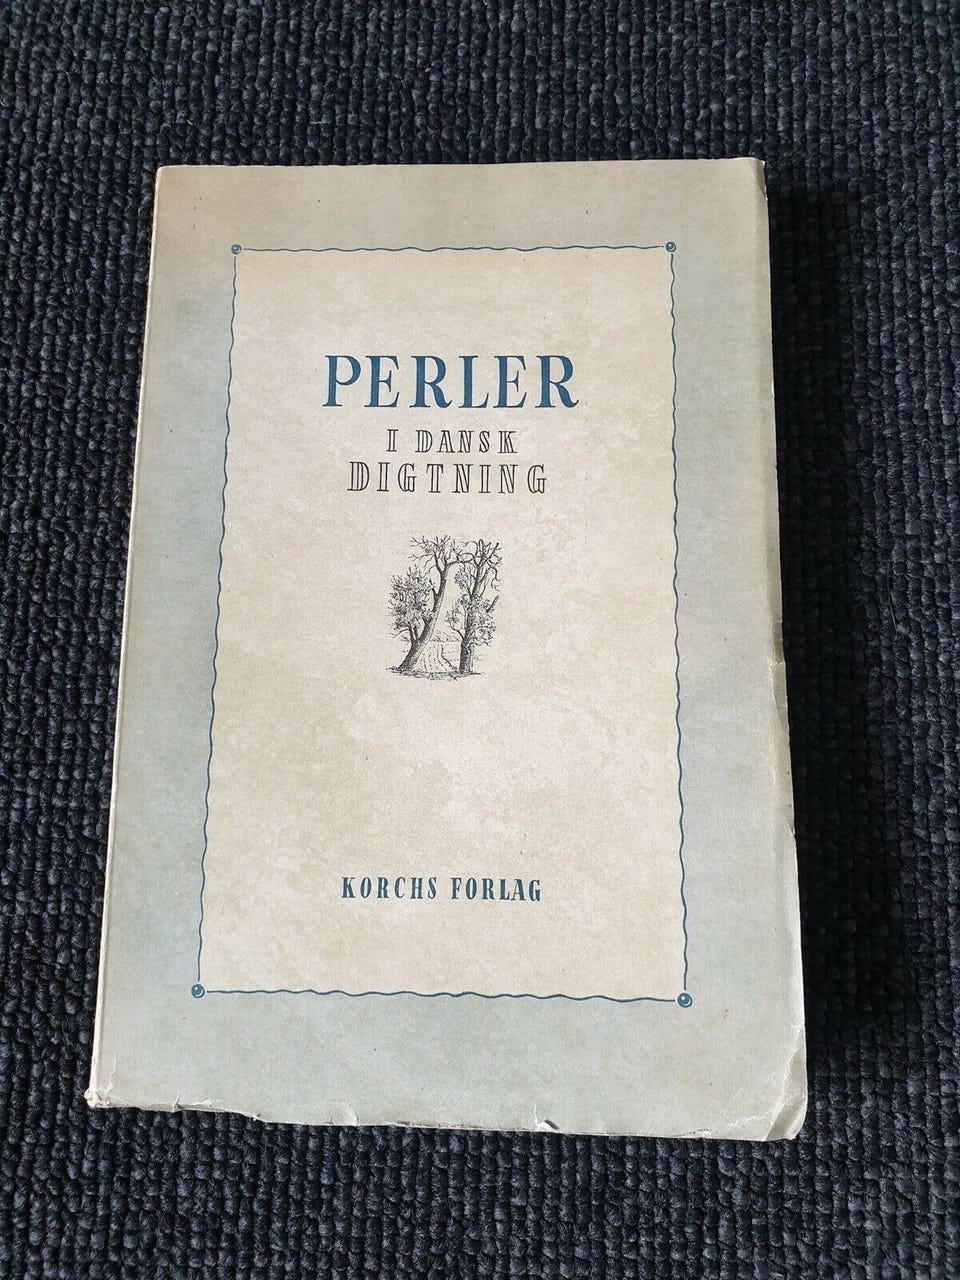 PERLER
I DANSK
DIGTNING
KORCHS FORLAG